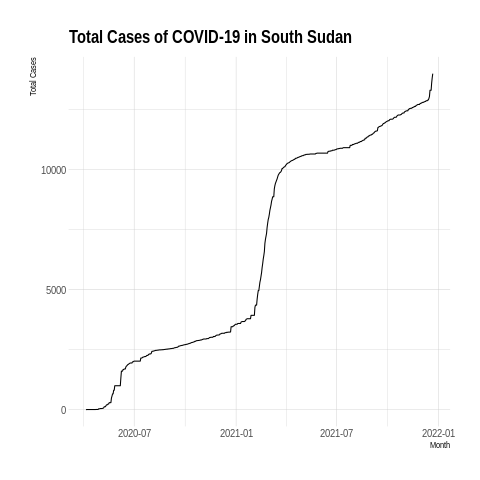 Total Cases of COVID-19 in South Sudan
Total Cases
10000
5000
0
2020-07 2021-01 2021-07 2022-01
Month